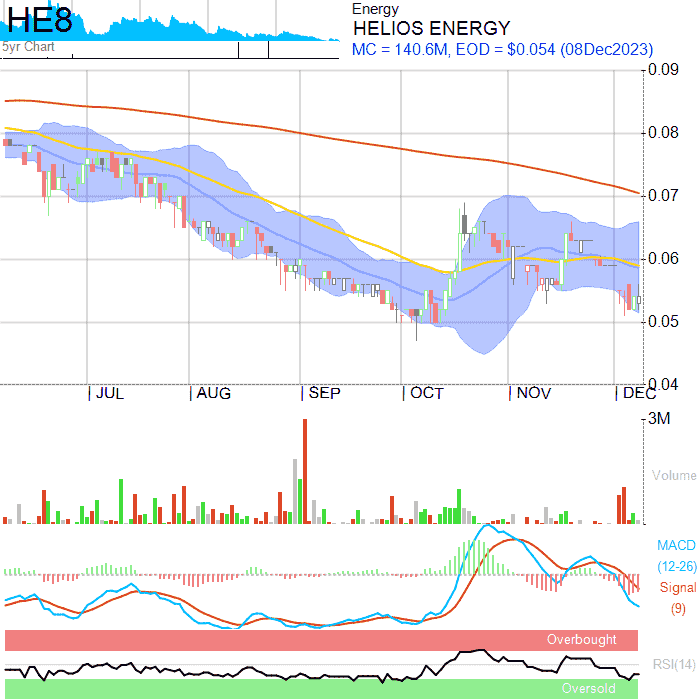 HE8
5yr Chart
Energy
HELIOS ENERGY
MC = 140.6M, EOD = $0.054 (08Dec2023)
0.09
0.08
0.07
0.06
0.05
0.04
JUL AUG SEP OCT NOV DEC
3M
Volume
MACD
(12-26)
Signal
(9)
Overbought
RSI(14)
Oversold